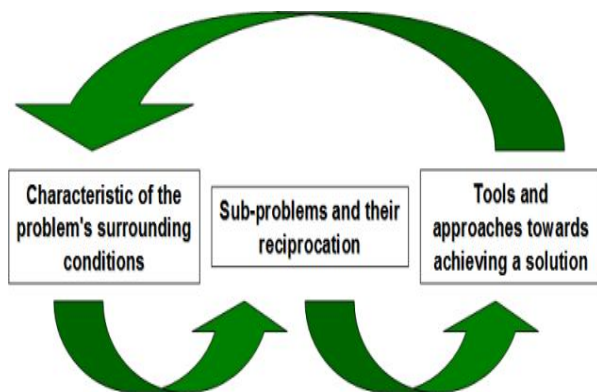 Characteristic of the
problem's surrounding
conditions
Sub-problems and their
reciprocation
Tools and
approaches towards
achieving a solution